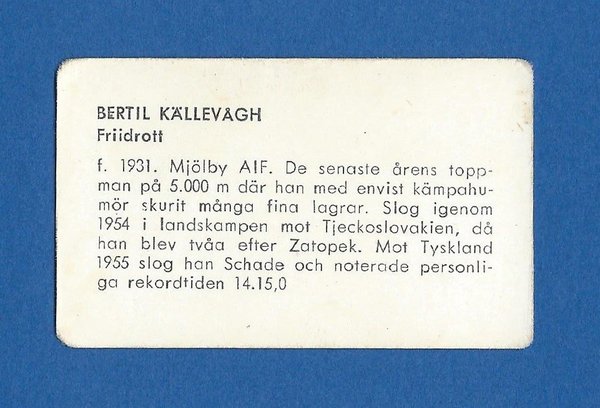 BERTIL KÄLLEVAGH
Friidrott
f. 1931. Mjölby AIF. De senaste årens topp-
man på 5.000 m där han med envist kämpahu-
mör skurit många fina lagrar. Slog igenom
1954 i landskampen mot Tjeckoslovakien, då
han blev tvåa efter Zatopek. Mot Tyskland
1955 slog han Schade och noterade personli-
ga rekordtiden 14.15,0